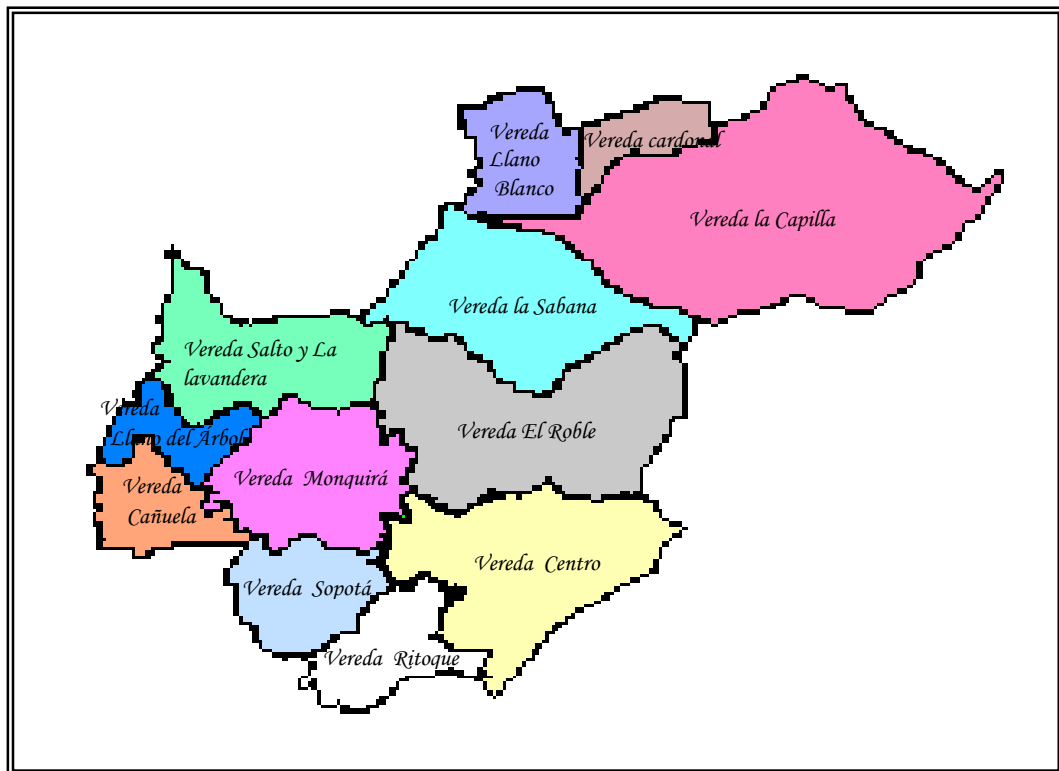 Vereda
Llano
Blanco
Vereda cardonal
Vereda la Capilla
Vereda la Sabana
Vereda Salto y La
lavandera
Vereda
Llano del Árbol
Vereda El Roble
Vereda Monquirá
Vereda
Cañuela
Vereda Centro
Vereda Sopotá
Vereda Ritoque